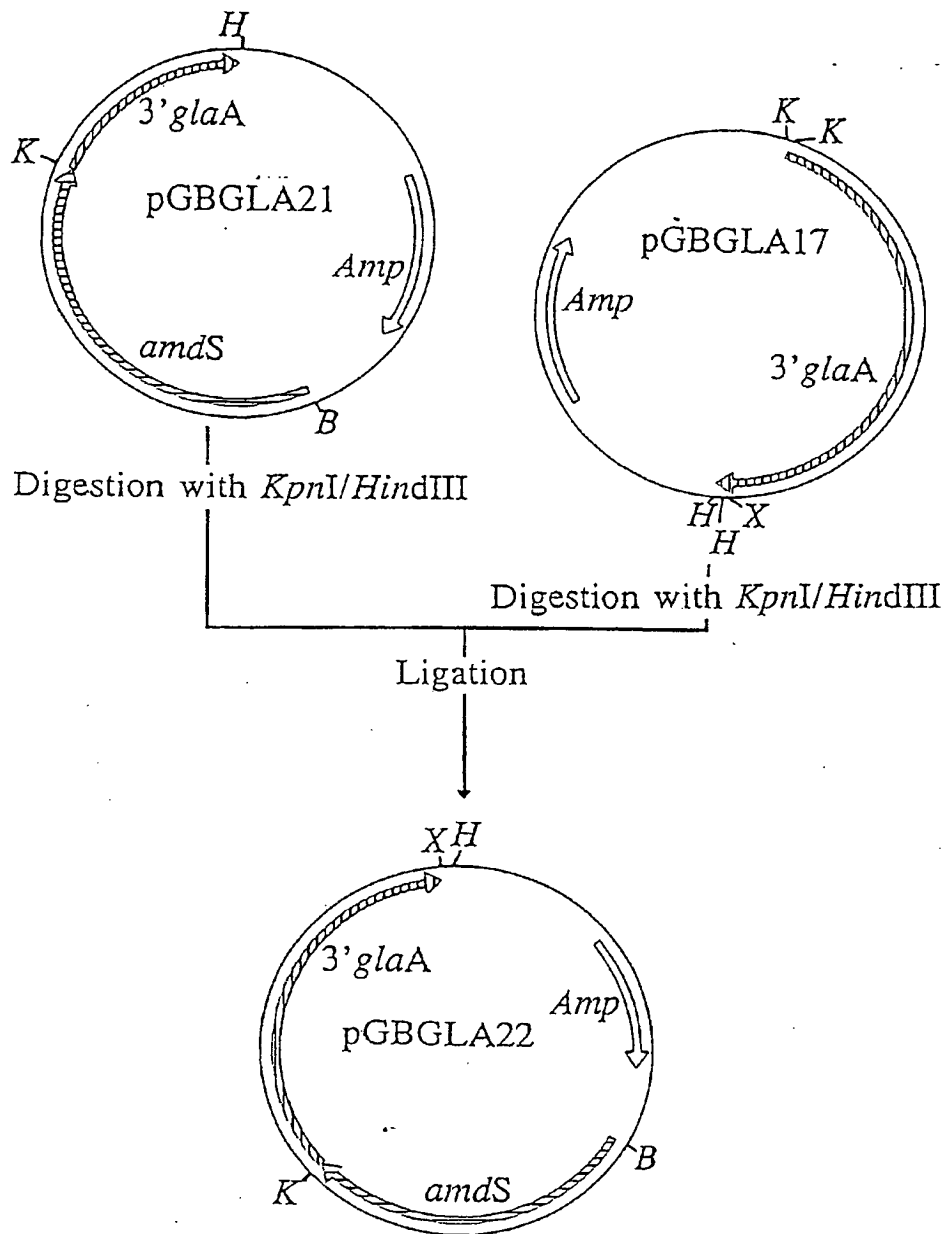 H
3'glaA
K
pGBGLA21
Amp
amdS
B
K
K
pGBGLA17
Amp
3'glaA
H
H
X
Digestion with KpnI/HindIII
Digestion with KpnI/HindIII
Ligation
X H
3'glaA
Amp
pGBGLA22
B
K
amdS